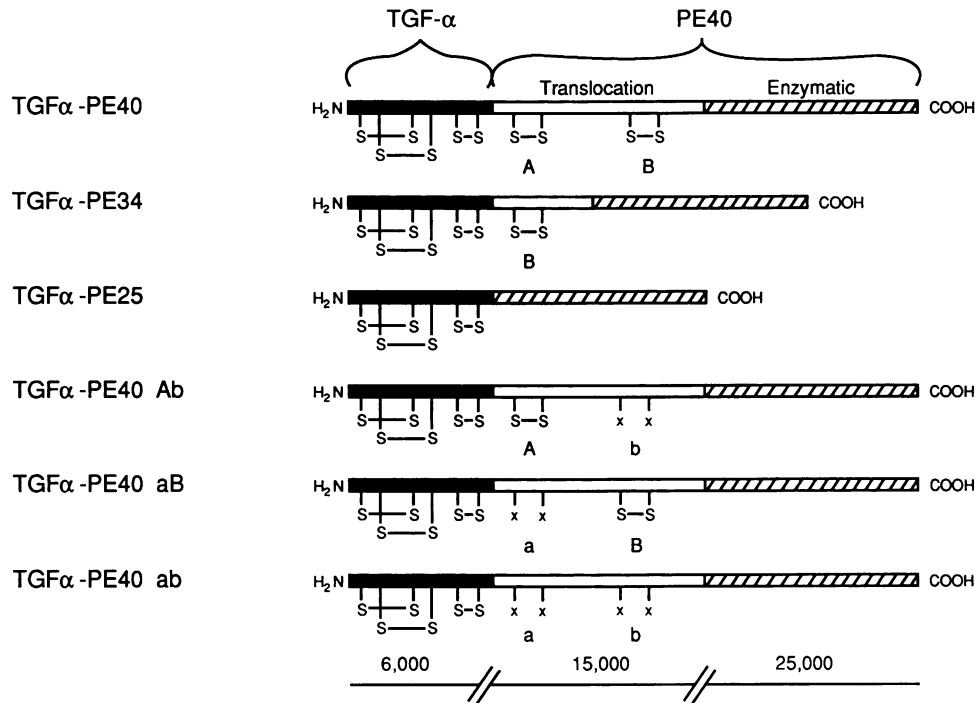 TGF-α PE40
Translocation Enzymatic
TGFα-PE40 H₂N COOH
S S S S S S S S
S S
A B
TGFα-PE34 H₂N COOH
S S S S S S
S S
B
TGFα-PE25 H₂N COOH
S S S S
S S
TGFα-PE40 Ab H₂N COOH
S S S S S S x x
S S
A b
TGFα-PE40 aB H₂N COOH
S S S S x x S S
S S
a B
TGFα-PE40 ab H₂N COOH
S S S S x x x x
S S
a b
6,000 15,000 25,000